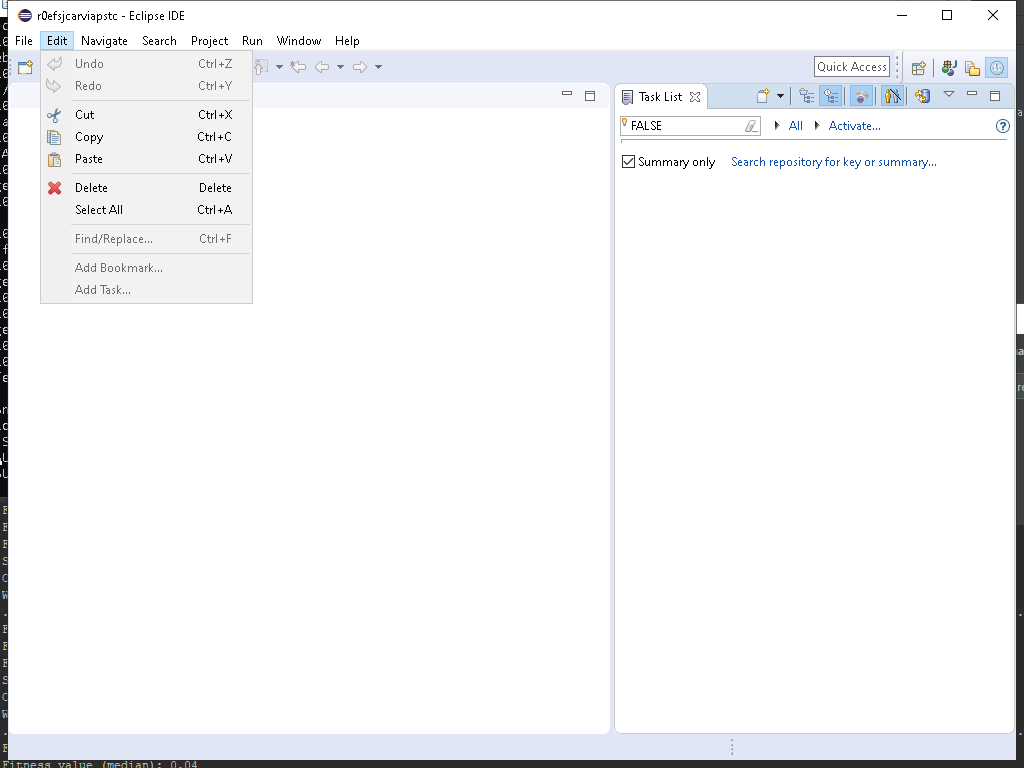 r0efsjcarviapstc - Eclipse IDE
File Edit Navigate Search Project Run Window Help
Quick Access
Undo Ctrl+Z
Redo Ctrl+Y
Cut Ctrl+X
Copy Ctrl+C
Paste Ctrl+V
Delete Delete
Select All Ctrl+A
Find/Replace... Ctrl+F
Add Bookmark...
Add Task...
Task List
FALSE
All
Activate...
Summary only
Search repository for key or summary...
Fitness value (median): 0.04